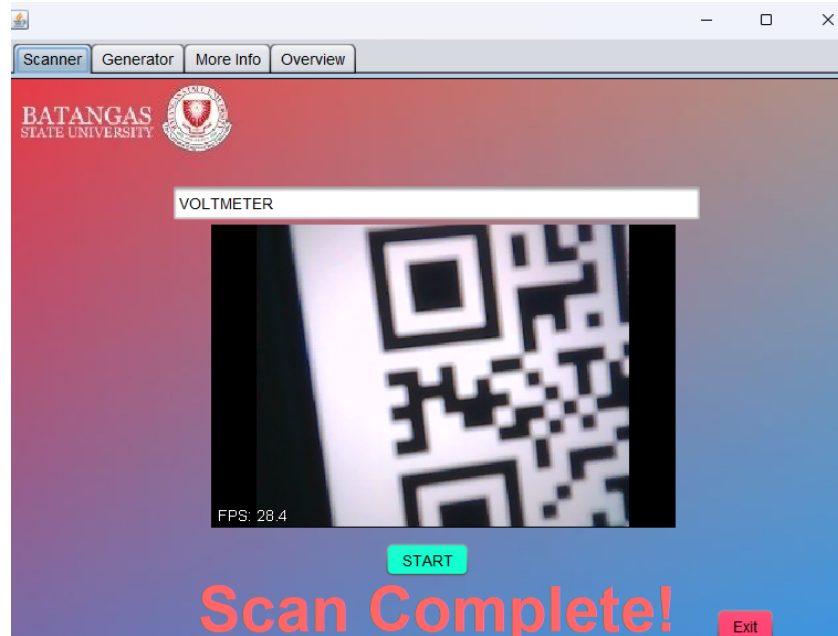 Scanner Generator More Info Overview
BATANGAS
STATE UNIVERSITY
VOLTMETER
FPS: 28.4
START
Scan Complete!
Exit